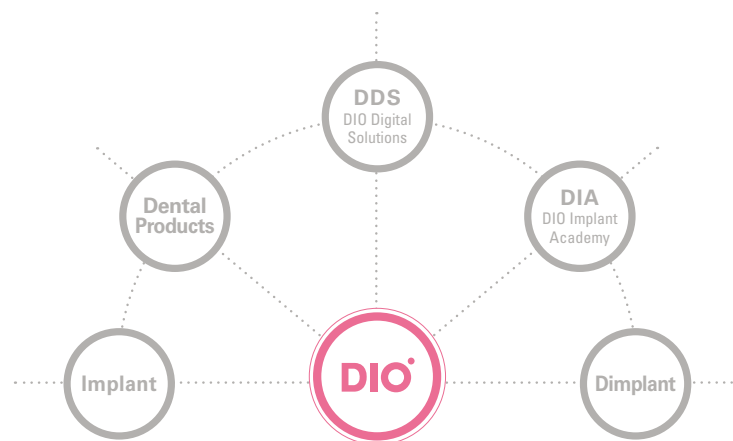 DDS
DIO Digital
Solutions
Dental
Products
DIA
DIO Implant
Academy
Implant
DIO
Dimplant